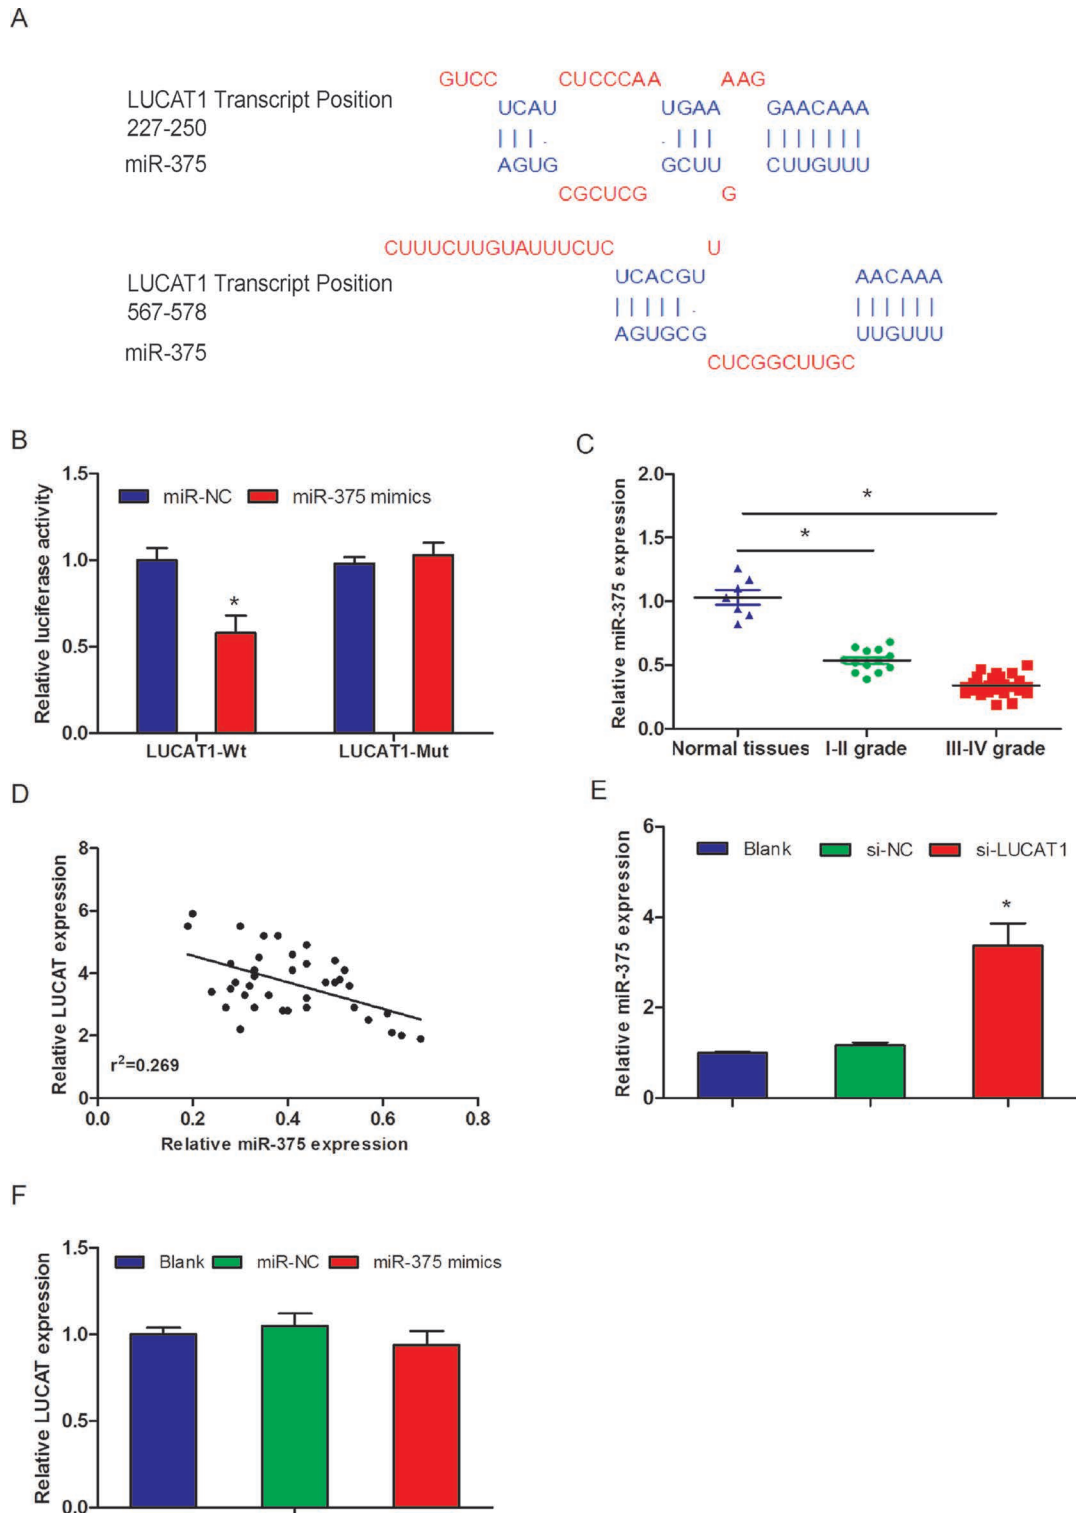 A
GUCC CUCCCAA AAG
LUCAT1 Transcript Position
227-250
UCAU UGAA GAACAAA
miR-375
AGUG GCUU CUUGUUU
CGCUCG G
CUUUCUUGUAUUUCUC U
LUCAT1 Transcript Position
567-578
UCACGU AACAAA
miR-375
AGUGCG UUGUUU
CUCGGCUUGC
B
Relative luciferase activity
1.5
1.0
0.5
0.0
miR-NC miR-375 mimics
*
LUCAT1-Wt LUCAT1-Mut
C
Relative miR-375 expression
2.0
1.5
1.0
0.5
0.0
*
*
Normal tissues I-II grade III-IV grade
D
Relative LUCAT expression
8
6
4
2
0
r²=0.269
0.0 0.2 0.4 0.6 0.8
Relative miR-375 expression
E
Relative miR-375 expression
6
4
2
0
Blank si-NC si-LUCAT1
*
F
Relative LUCAT expression
1.5
1.0
0.5
0.0
Blank miR-NC miR-375 mimics